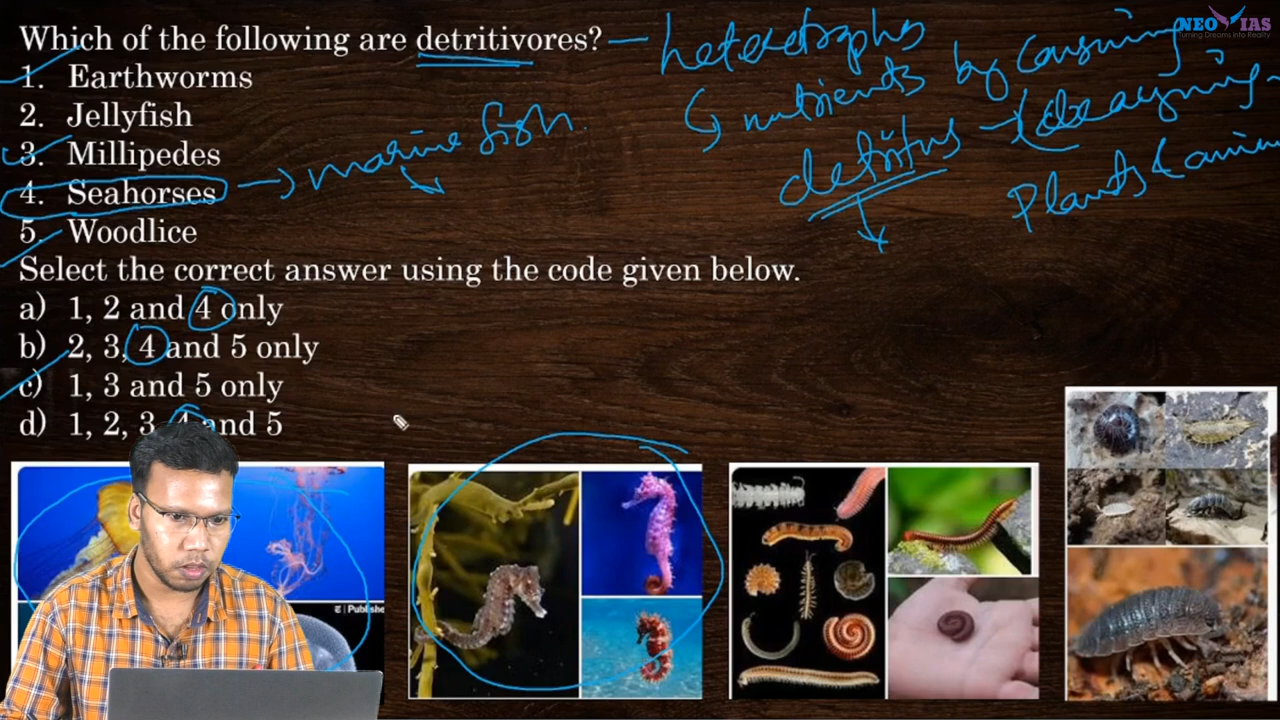 NEO IAS
Turning Dreams into Reality
Which of the following are detritivores? — heterotrophs
nutrients by consuming
detritus → decaying
Plants &
1. Earthworms
2. Jellyfish
3. Millipedes
4. Seahorses → marine fish.
5. Woodlice
Select the correct answer using the code given below.
a) 1, 2 and 4 only
b) 2, 3, 4 and 5 only
c) 1, 3 and 5 only
d) 1, 2, 3, 4 and 5
| Publishe